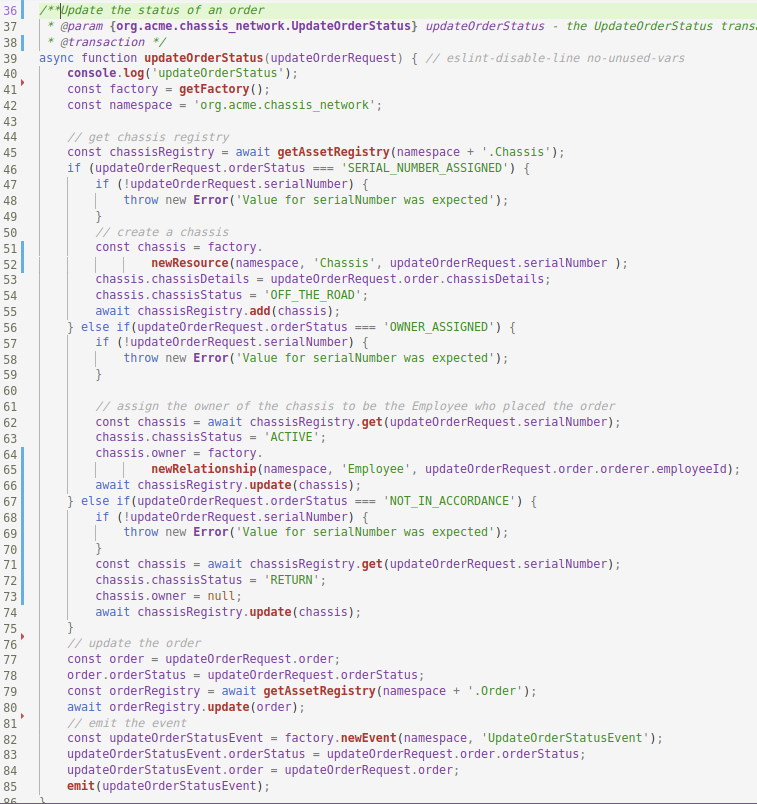 36 /**Update the status of an order
37 * @param {org.acme.chassis_network.UpdateOrderStatus} updateOrderStatus - the UpdateOrderStatus
38 * @transaction */
39 async function updateOrderStatus(updateOrderRequest) { // eslint-disable-line no-unused-vars
40 console.log('updateOrderStatus');
41 const factory = getFactory();
42 const namespace = 'org.acme.chassis_network';
43
44 // get chassis registry
45 const chassisRegistry = await getAssetRegistry(namespace + '.Chassis');
46 if (updateOrderRequest.orderStatus === 'SERIAL_NUMBER_ASSIGNED') {
47 if (!updateOrderRequest.serialNumber) {
48 throw new Error('Value for serialNumber was expected');
49 }
50 // create a chassis
51 const chassis = factory.
52 newResource(namespace, 'Chassis', updateOrderRequest.serialNumber );
53 chassis.chassisDetails = updateOrderRequest.order.chassisDetails;
54 chassis.chassisStatus = 'OFF_THE_ROAD';
55 await chassisRegistry.add(chassis);
56 } else if(updateOrderRequest.orderStatus === 'OWNER_ASSIGNED') {
57 if (!updateOrderRequest.serialNumber) {
58 throw new Error('Value for serialNumber was expected');
59 }
60
61 // assign the owner of the chassis to be the Employee who placed the order
62 const chassis = await chassisRegistry.get(updateOrderRequest.serialNumber);
63 chassis.chassisStatus = 'ACTIVE';
64 chassis.owner = factory.
65 newRelationship(namespace, 'Employee', updateOrderRequest.order.orderer.employeeId);
66 await chassisRegistry.update(chassis);
67 } else if(updateOrderRequest.orderStatus === 'NOT_IN_ACCORDANCE') {
68 if (!updateOrderRequest.serialNumber) {
69 throw new Error('Value for serialNumber was expected');
70 }
71 const chassis = await chassisRegistry.get(updateOrderRequest.serialNumber);
72 chassis.chassisStatus = 'RETURN';
73 chassis.owner = null;
74 await chassisRegistry.update(chassis);
75 }
76 // update the order
77 const order = updateOrderRequest.order;
78 order.orderStatus = updateOrderRequest.orderStatus;
79 const orderRegistry = await getAssetRegistry(namespace + '.Order');
80 await orderRegistry.update(order);
81 // emit the event
82 const updateOrderStatusEvent = factory.newEvent(namespace, 'UpdateOrderStatusEvent');
83 updateOrderStatusEvent.orderStatus = updateOrderRequest.order.orderStatus;
84 updateOrderStatusEvent.order = updateOrderRequest.order;
85 emit(updateOrderStatusEvent);
86 }